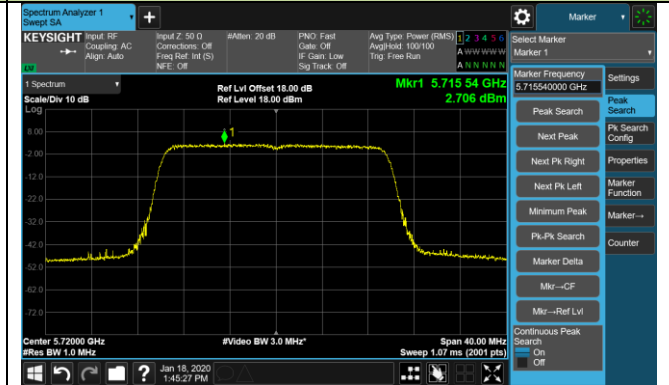 Spectrum Analyzer 1
Swept SA
+
Marker
KEYSIGHT
Input: RF
Coupling: AC
Align: Auto
Input Z: 50 Ω
Corrections: Off
Freq Ref: Int (S)
NFE: Off
#Atten: 20 dB
PNO: Fast
Gate: Off
IF Gain: Low
Sig Track: Off
Avg Type: Power (RMS)
Avg|Hold: 100/100
Trig: Free Run
1 2 3 4 5 6
A W W W W W
A N N N N N
LXI
Select Marker
Marker 1
1 Spectrum
Scale/Div 10 dB
Log
Ref Lvl Offset 18.00 dB
Ref Level 18.00 dBm
Mkr1 5.715 54 GHz
2.706 dBm
8.00
-2.00
-12.0
-22.0
-32.0
-42.0
-52.0
-62.0
-72.0
1
Center 5.72000 GHz
#Res BW 1.0 MHz
#Video BW 3.0 MHz*
Span 40.00 MHz
Sweep 1.07 ms (2001 pts)
Marker Frequency
5.715540000 GHz
Peak Search
Next Peak
Next Pk Right
Next Pk Left
Minimum Peak
Pk-Pk Search
Marker Delta
Mkr→CF
Mkr→Ref Lvl
Continuous Peak
Search
On
Off
Settings
Peak
Search
Pk Search
Config
Properties
Marker
Function
Marker→
Counter
?
Jan 18, 2020
1:45:27 PM